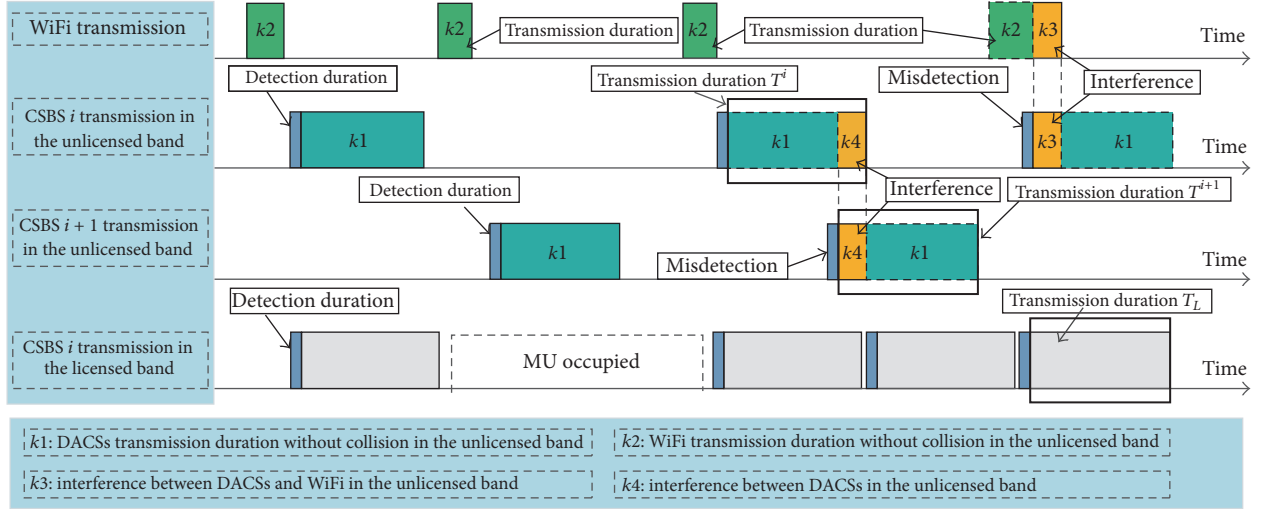 WiFi transmission
k2
k2
Transmission duration
k2
Transmission duration
k2
k3
Time
Detection duration
Transmission duration T^i
Misdetection
Interference
CSBS i transmission in
the unlicensed band
k1
k1
k4
k3
k1
Time
Detection duration
Interference
Transmission duration T^{i+1}
CSBS i + 1 transmission
in the unlicensed band
k1
Misdetection
k4
k1
Time
Detection duration
Transmission duration T_L
CSBS i transmission in
the licensed band
MU occupied
Time
k1: DACSs transmission duration without collision in the unlicensed band
k2: WiFi transmission duration without collision in the unlicensed band
k3: interference between DACSs and WiFi in the unlicensed band
k4: interference between DACSs in the unlicensed band